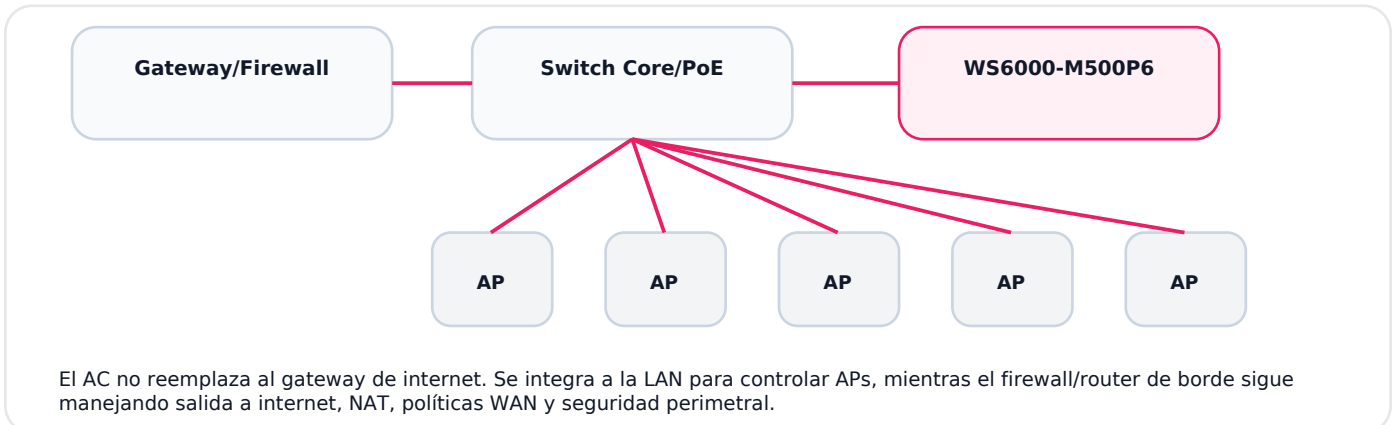 Gateway/Firewall
Switch Core/PoE
WS6000-M500P6
AP
AP
AP
AP
AP
El AC no reemplaza al gateway de internet. Se integra a la LAN para controlar APs, mientras el firewall/router de borde sigue
manejando salida a internet, NAT, políticas WAN y seguridad perimetral.